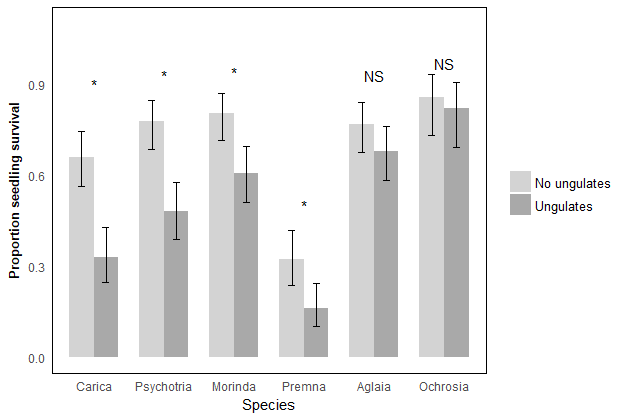 Proportion seedling survival
0.9
0.6
0.3
0.0
* * * * NS NS
Carica Psychotria Morinda Premna Aglaia Ochrosia
Species
No ungulates
Ungulates